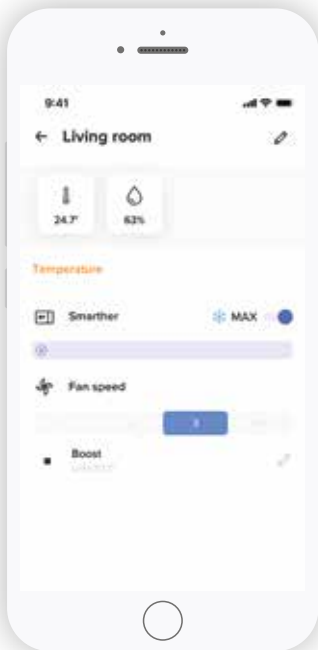 9:41
Living room
24.7° 63%
Temperature
Smarther MAX
Fan speed
Boost